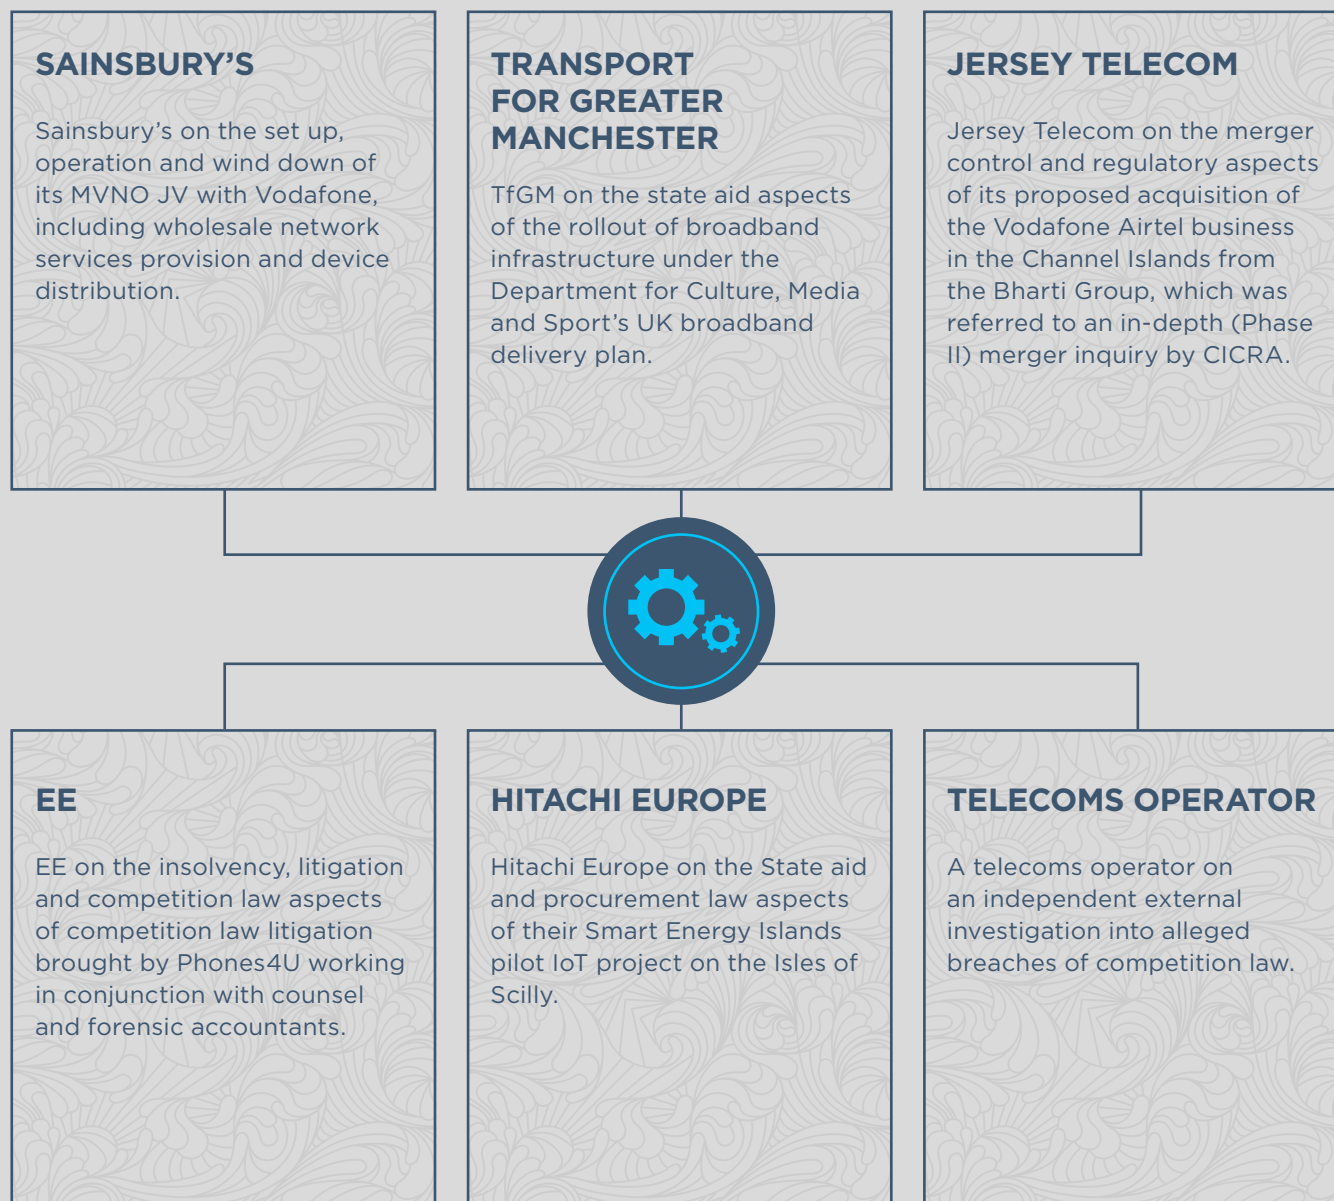 SAINSBURY’S
Sainsbury’s on the set up,
operation and wind down of
its MVNO JV with Vodafone,
including wholesale network
services provision and device
distribution.
TRANSPORT
FOR GREATER
MANCHESTER
TfGM on the state aid aspects
of the rollout of broadband
infrastructure under the
Department for Culture, Media
and Sport’s UK broadband
delivery plan.
JERSEY TELECOM
Jersey Telecom on the merger
control and regulatory aspects
of its proposed acquisition of
the Vodafone Airtel business
in the Channel Islands from
the Bharti Group, which was
referred to an in-depth (Phase
II) merger inquiry by CICRA.
EE
EE on the insolvency, litigation
and competition law aspects
of competition law litigation
brought by Phones4U working
in conjunction with counsel
and forensic accountants.
HITACHI EUROPE
Hitachi Europe on the State aid
and procurement law aspects
of their Smart Energy Islands
pilot IoT project on the Isles of
Scilly.
TELECOMS OPERATOR
A telecoms operator on
an independent external
investigation into alleged
breaches of competition law.